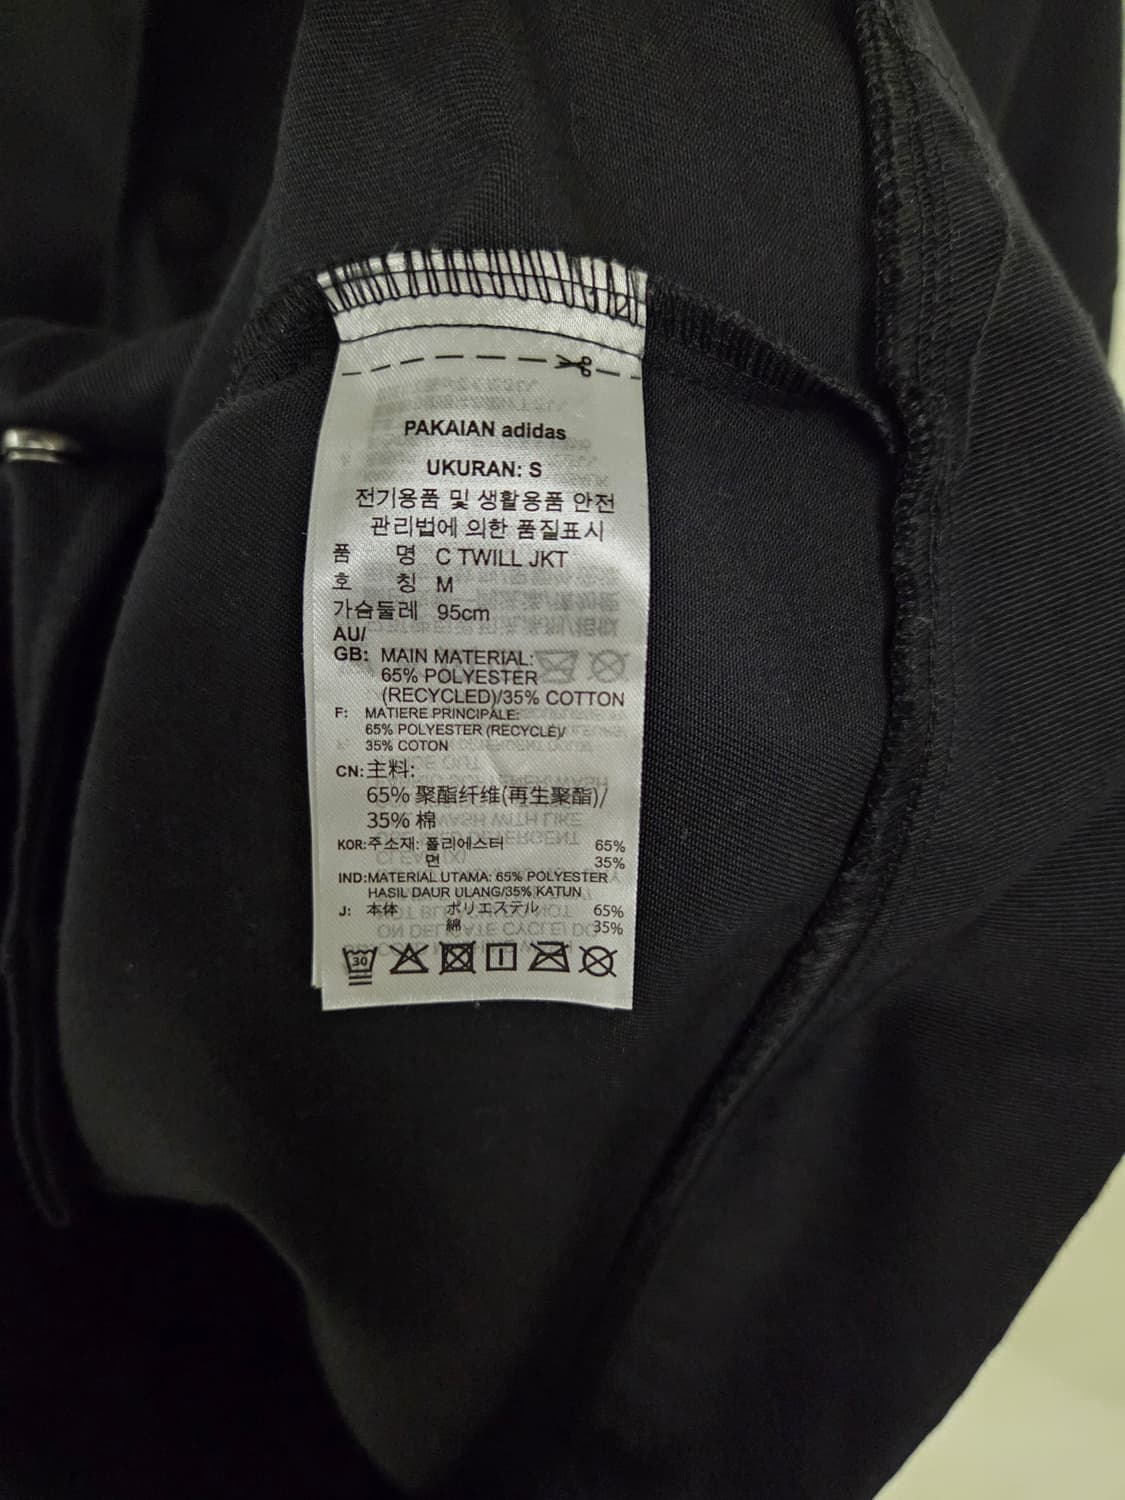 PAKAIAN adidas
UKURAN: S
전기용품 및 생활용품 안전
관리법에 의한 품질표시
품 명 C TWILL JKT
호 칭 M
가슴둘레 95cm
AU/
GB: MAIN MATERIAL:
65% POLYESTER
(RECYCLED)/35% COTTON
F: MATIERE PRINCIPALE:
65% POLYESTER (RECYCLE)/
35% COTON
CN: 主料:
65% 聚酯纤维(再生聚酯)/
35% 棉
KOR: 주소재: 폴리에스터 65%
면 35%
IND: MATERIAL UTAMA: 65% POLYESTER
HASIL DAUR ULANG/35% KATUN
J: 本体 ポリエステル 65%
綿 35%
30